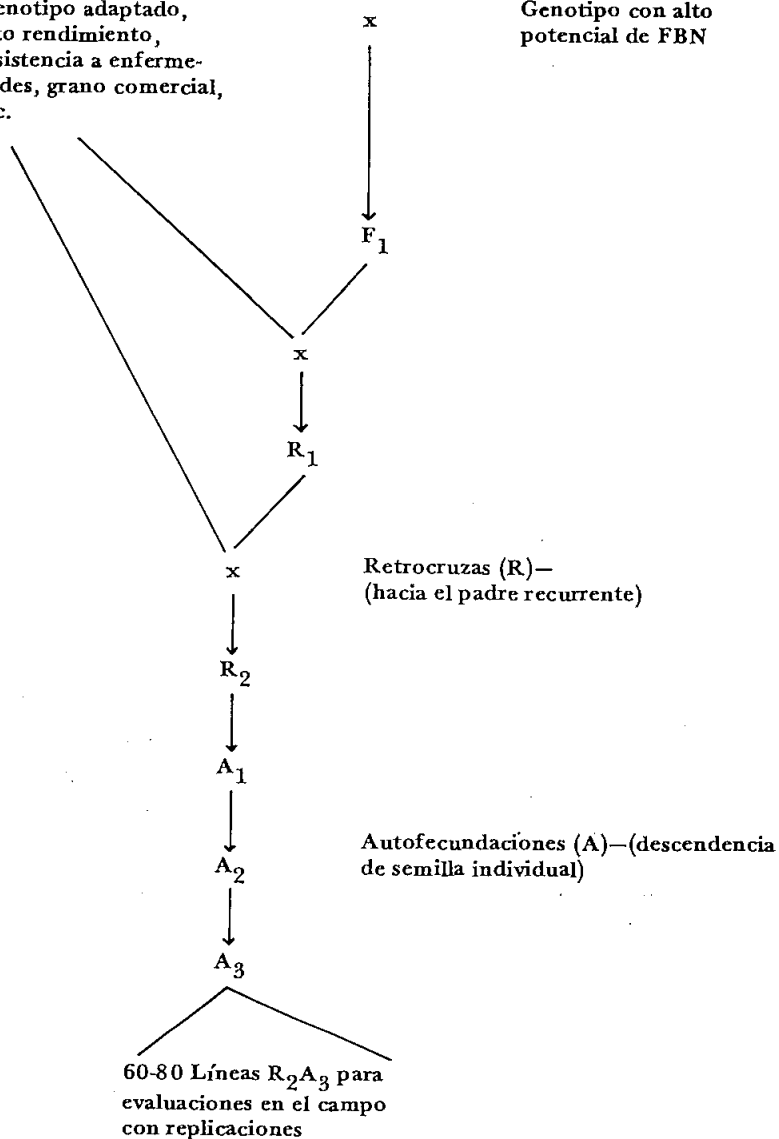 enotipo adaptado,
o rendimiento,
sistencia a enferme-
des, grano comercial,
c.
x
Genotipo con alto
potencial de FBN
F1
x
R1
x
Retrocruzas (R)—
(hacia el padre recurrente)
R2
A1
A2
Autofecundaciones (A)—(descendencia
de semilla individual)
A3
60-80 Líneas R2A3 para
evaluaciones en el campo
con replicaciones